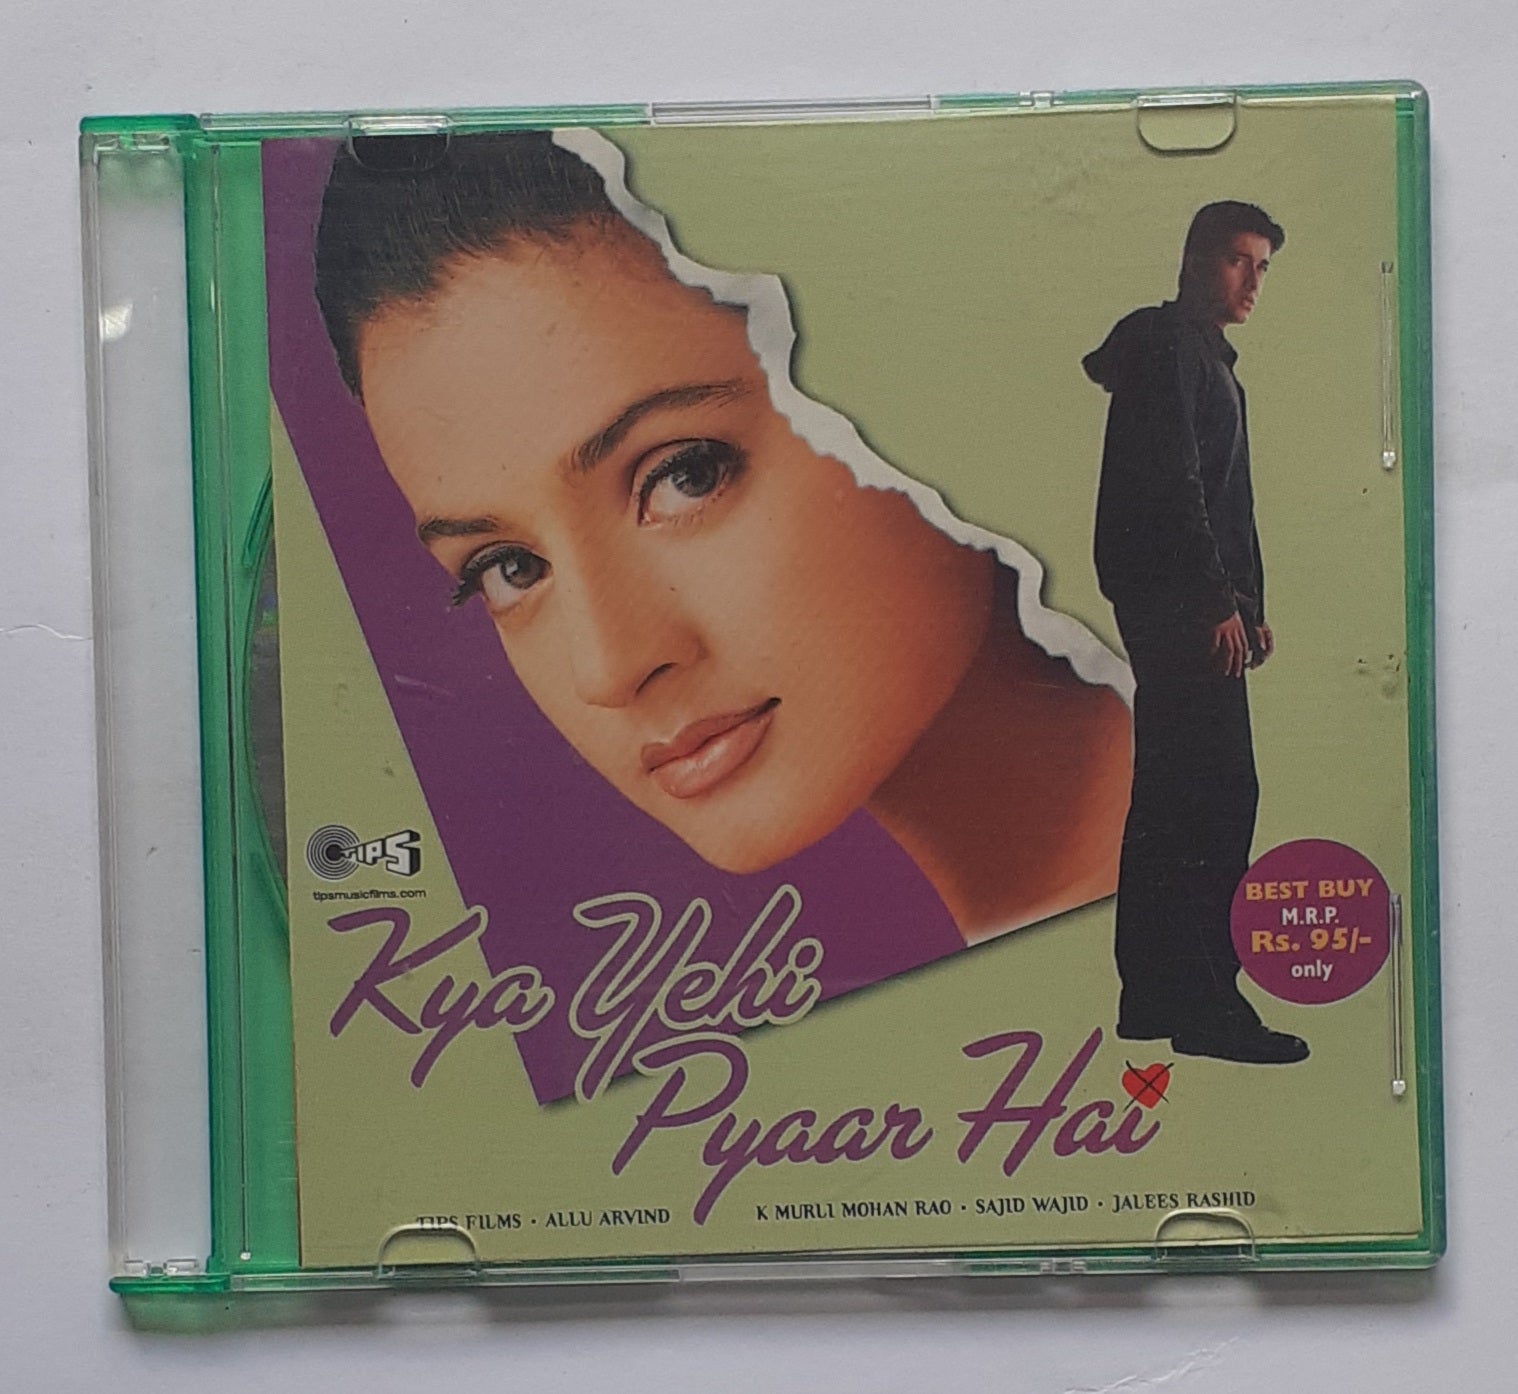 TIPS
tipsmusicfilms.com
Kya Yehi
Pyaar Hai
BEST BUY
M.R.P.
Rs. 95/-
only
TIPS FILMS · ALLU ARVIND K MURLI MOHAN RAO · SAJID WAJID · JALEES RASHID